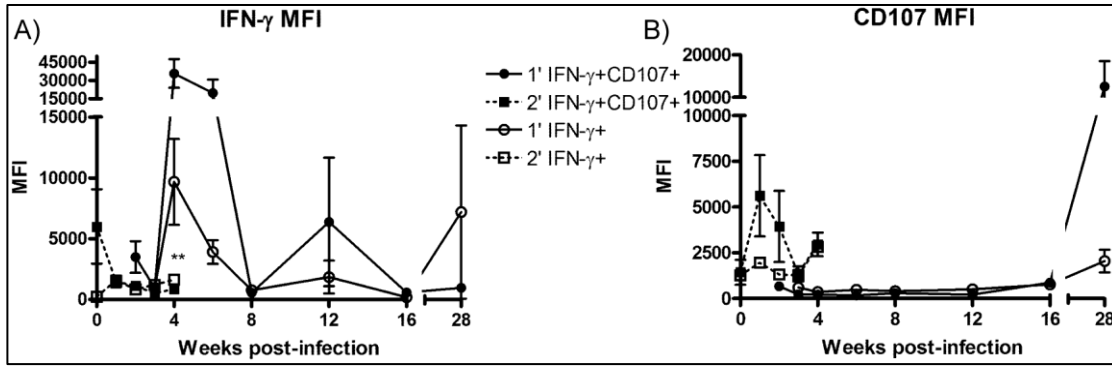 A)
IFN-γ MFI
45000
35000
25000
15000
15000
10000
5000
0
MFI
**
0
4
8
12
16
28
Weeks post-infection
1' IFN-γ+CD107+
2' IFN-γ+CD107+
1' IFN-γ+
2' IFN-γ+
B)
CD107 MFI
20000
10000
10000
7500
5000
2500
0
MFI
0
4
8
12
16
28
Weeks post-infection